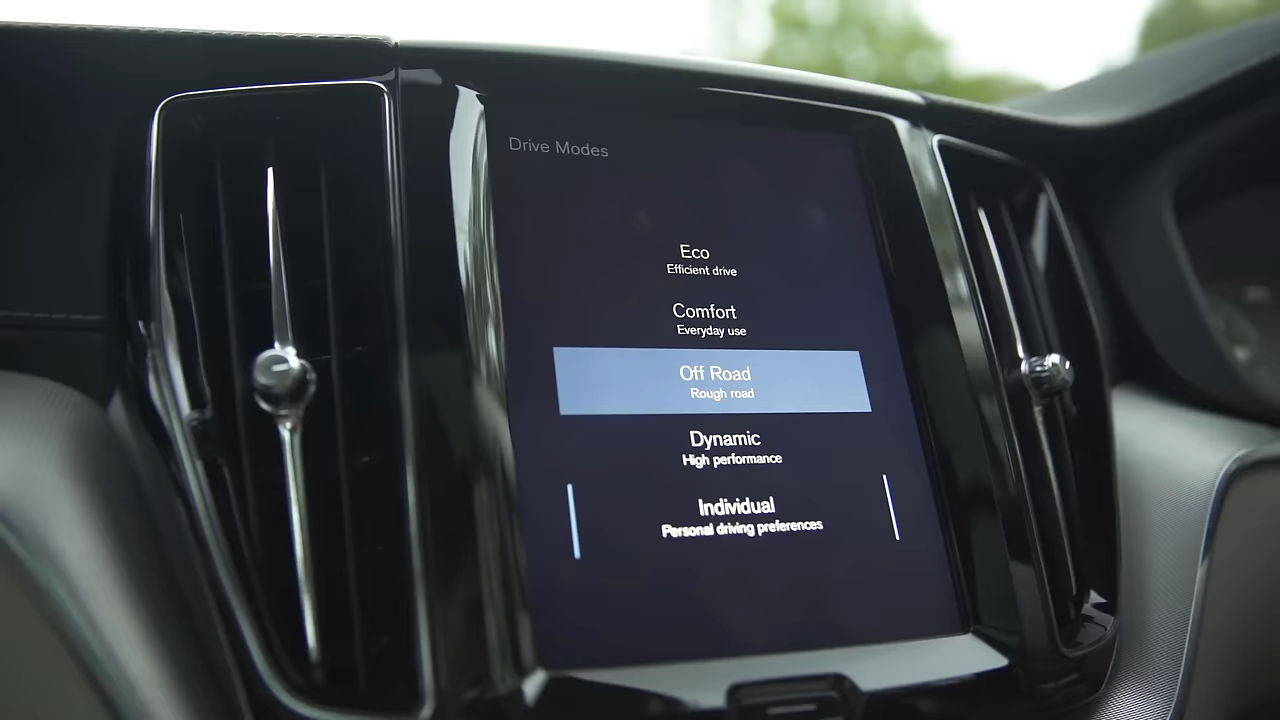 Drive Modes
Eco
Efficient drive
Comfort
Everyday use
Off Road
Rough road
Dynamic
High performance
Individual
Personal driving preferences